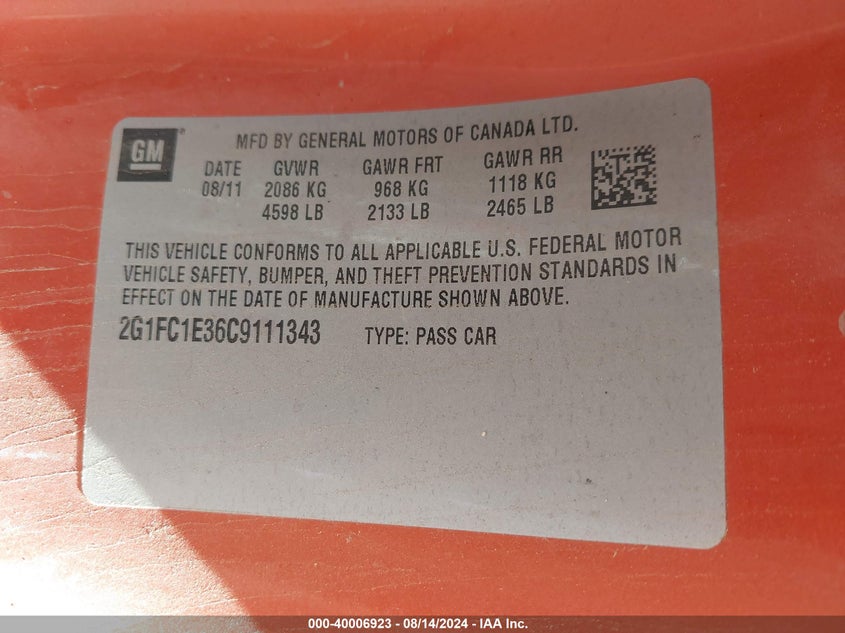 GM
MFD BY GENERAL MOTORS OF CANADA LTD.
DATE GVWR GAWR FRT GAWR RR
08/11 2086 KG 968 KG 1118 KG
4598 LB 2133 LB 2465 LB
THIS VEHICLE CONFORMS TO ALL APPLICABLE U.S. FEDERAL MOTOR
VEHICLE SAFETY, BUMPER, AND THEFT PREVENTION STANDARDS IN
EFFECT ON THE DATE OF MANUFACTURE SHOWN ABOVE.
2G1FC1E36C9111343 TYPE: PASS CAR
000-40006923 - 08/14/2024 - IAA Inc.